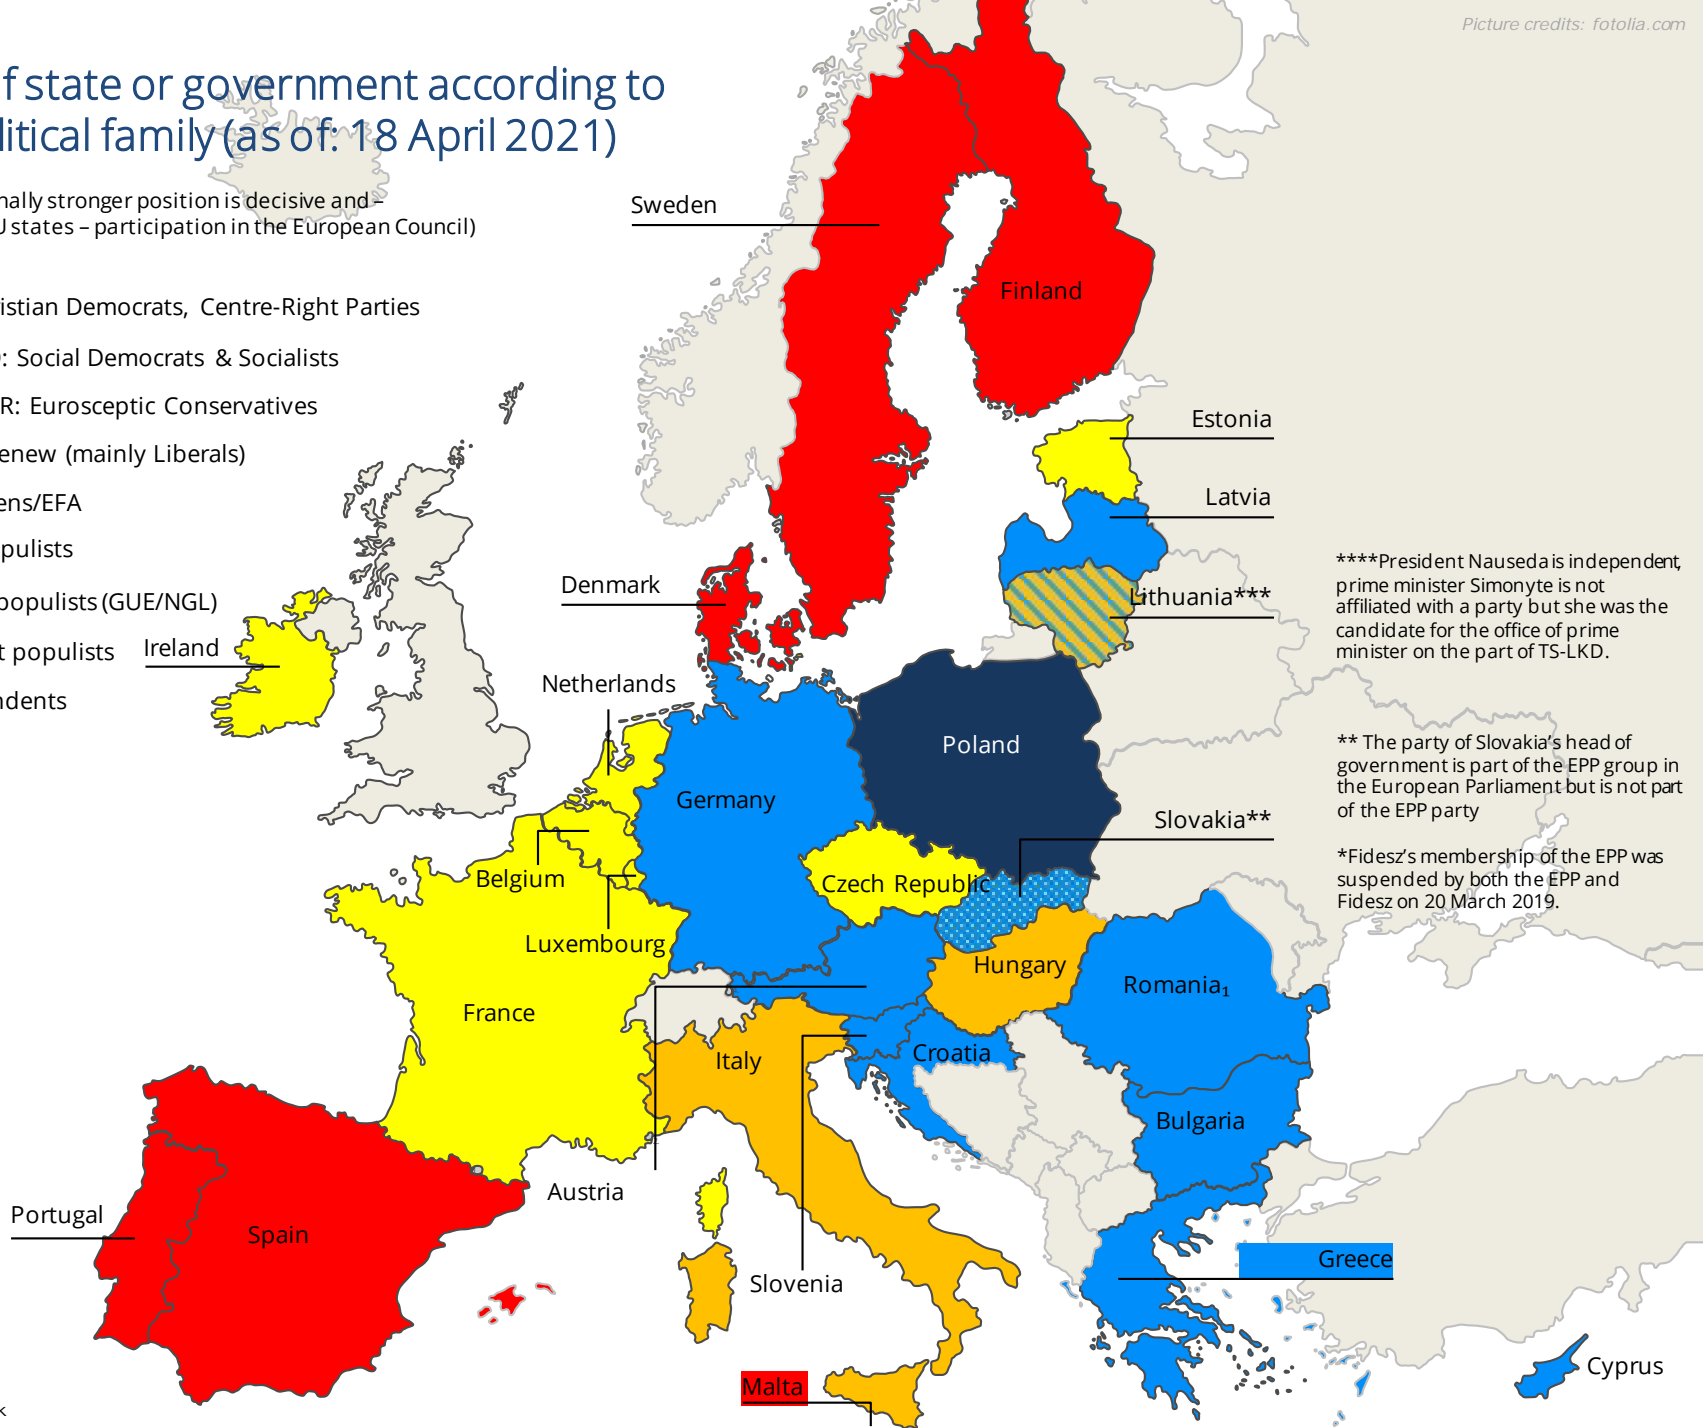 Picture credits: fotolia.com
f state or government according to
litical family (as of: 18 April 2021)
nally stronger position is decisive and –
U states – participation in the European Council)
istian Democrats, Centre-Right Parties
: Social Democrats & Socialists
R: Eurosceptic Conservatives
enew (mainly Liberals)
ens/EFA
pulists
populists (GUE/NGL)
t populists
ndents
Sweden
Finland
Estonia
Latvia
Lithuania***
Denmark
Ireland
Netherlands
Poland
Germany
Slovakia**
Czech Republic
Belgium
Luxembourg
Hungary
Romania₁
France
Croatia
Italy
Bulgaria
Austria
Portugal
Spain
Slovenia
Greece
Malta
Cyprus
****President Nauseda is independent,
prime minister Simonyte is not
affiliated with a party but she was the
candidate for the office of prime
minister on the part of TS-LKD.
** The party of Slovakia's head of
government is part of the EPP group in
the European Parliament but is not part
of the EPP party
*Fidesz's membership of the EPP was
suspended by both the EPP and
Fidesz on 20 March 2019.
k